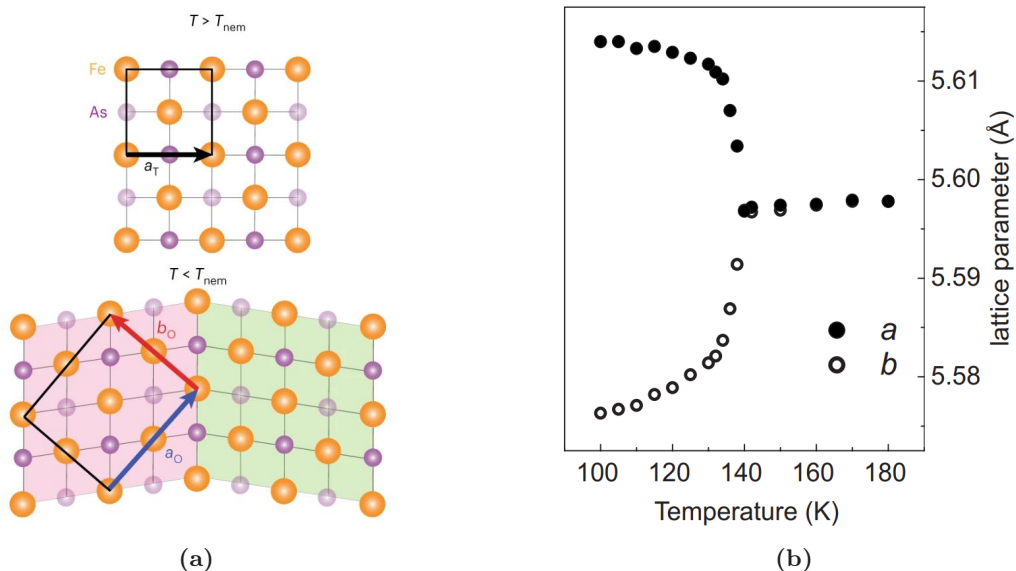 T > Tnem
Fe
As
aT
T < Tnem
bO
aO
(a)
5.61
5.60
5.59
5.58
lattice parameter (Å)
a
b
100 120 140 160 180
Temperature (K)
(b)